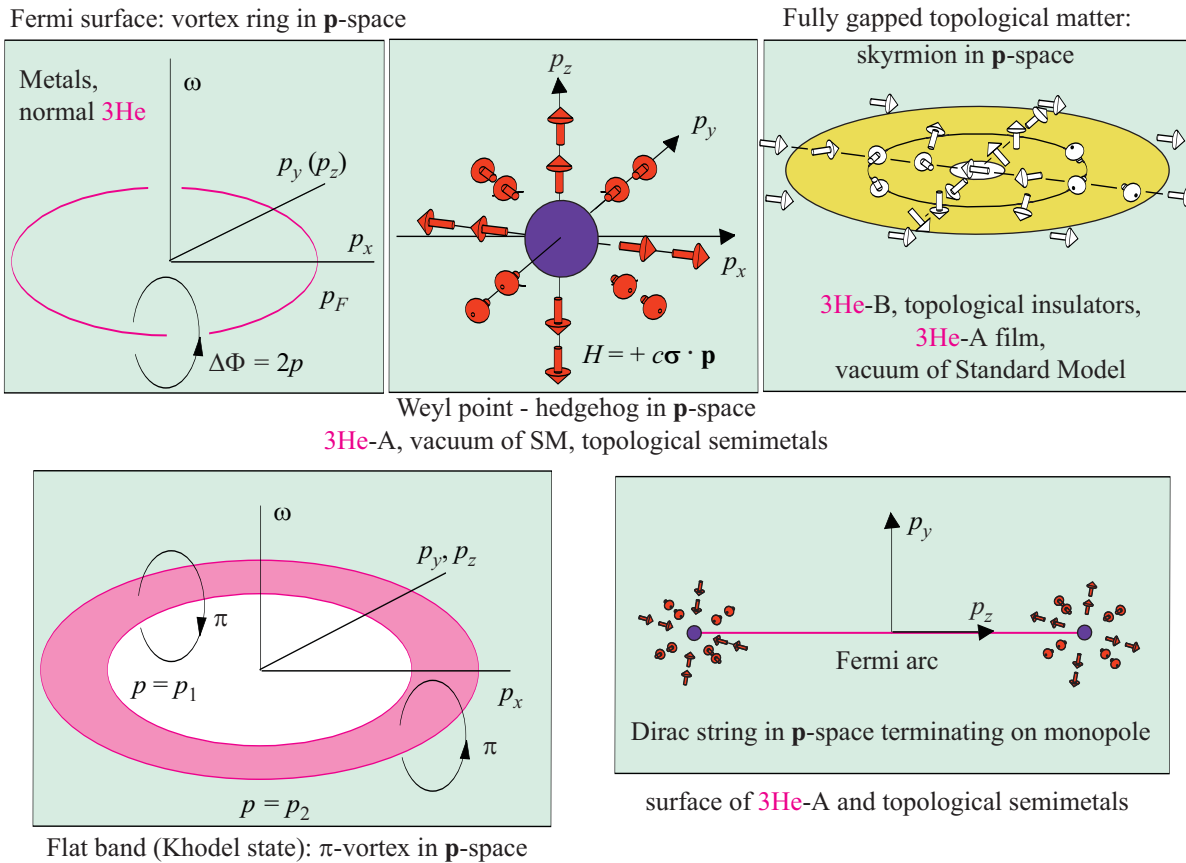 Fermi surface: vortex ring in p-space
Metals,
normal 3He
ω
p_y (p_z)
p_x
p_F
ΔΦ = 2p
p_z
p_y
p_x
H = + cσ · p
Weyl point - hedgehog in p-space
3He-A, vacuum of SM, topological semimetals
Fully gapped topological matter:
skyrmion in p-space
3He-B, topological insulators,
3He-A film,
vacuum of Standard Model
ω
p_y, p_z
π
p = p_1
p_x
π
p = p_2
Flat band (Khodel state): π-vortex in p-space
p_y
p_z
Fermi arc
Dirac string in p-space terminating on monopole
surface of 3He-A and topological semimetals